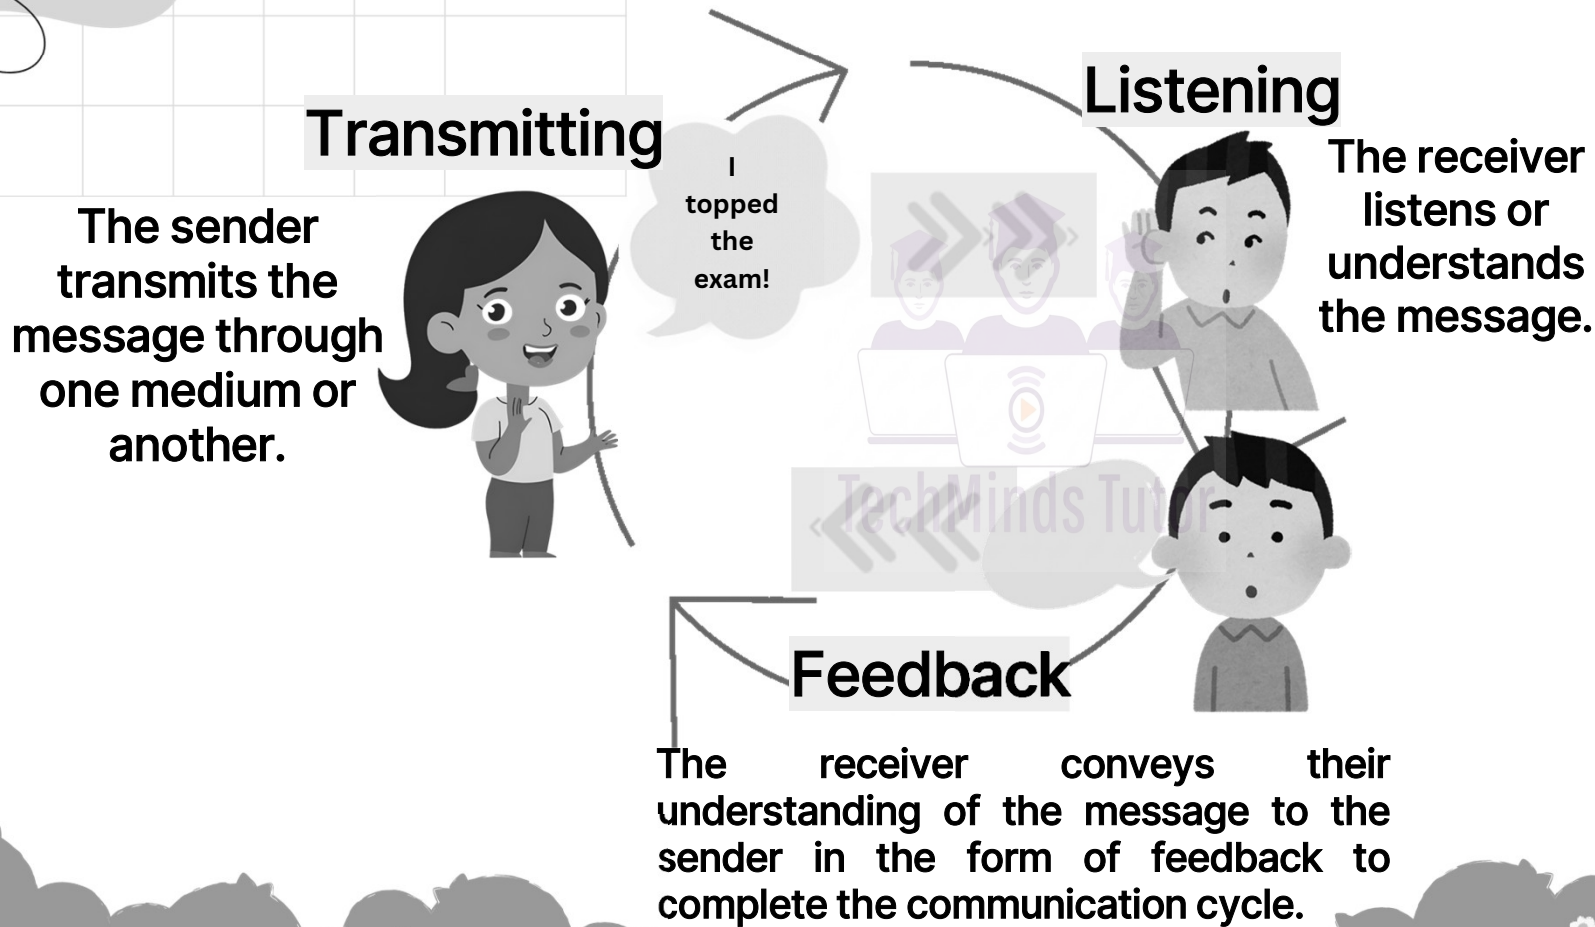 Transmitting
The sender
transmits the
message through
one medium or
another.
I
topped
the
exam!
Listening
The receiver
listens or
understands
the message.
TechMinds Tutor
Feedback
The receiver conveys their
understanding of the message to the
sender in the form of feedback to
complete the communication cycle.